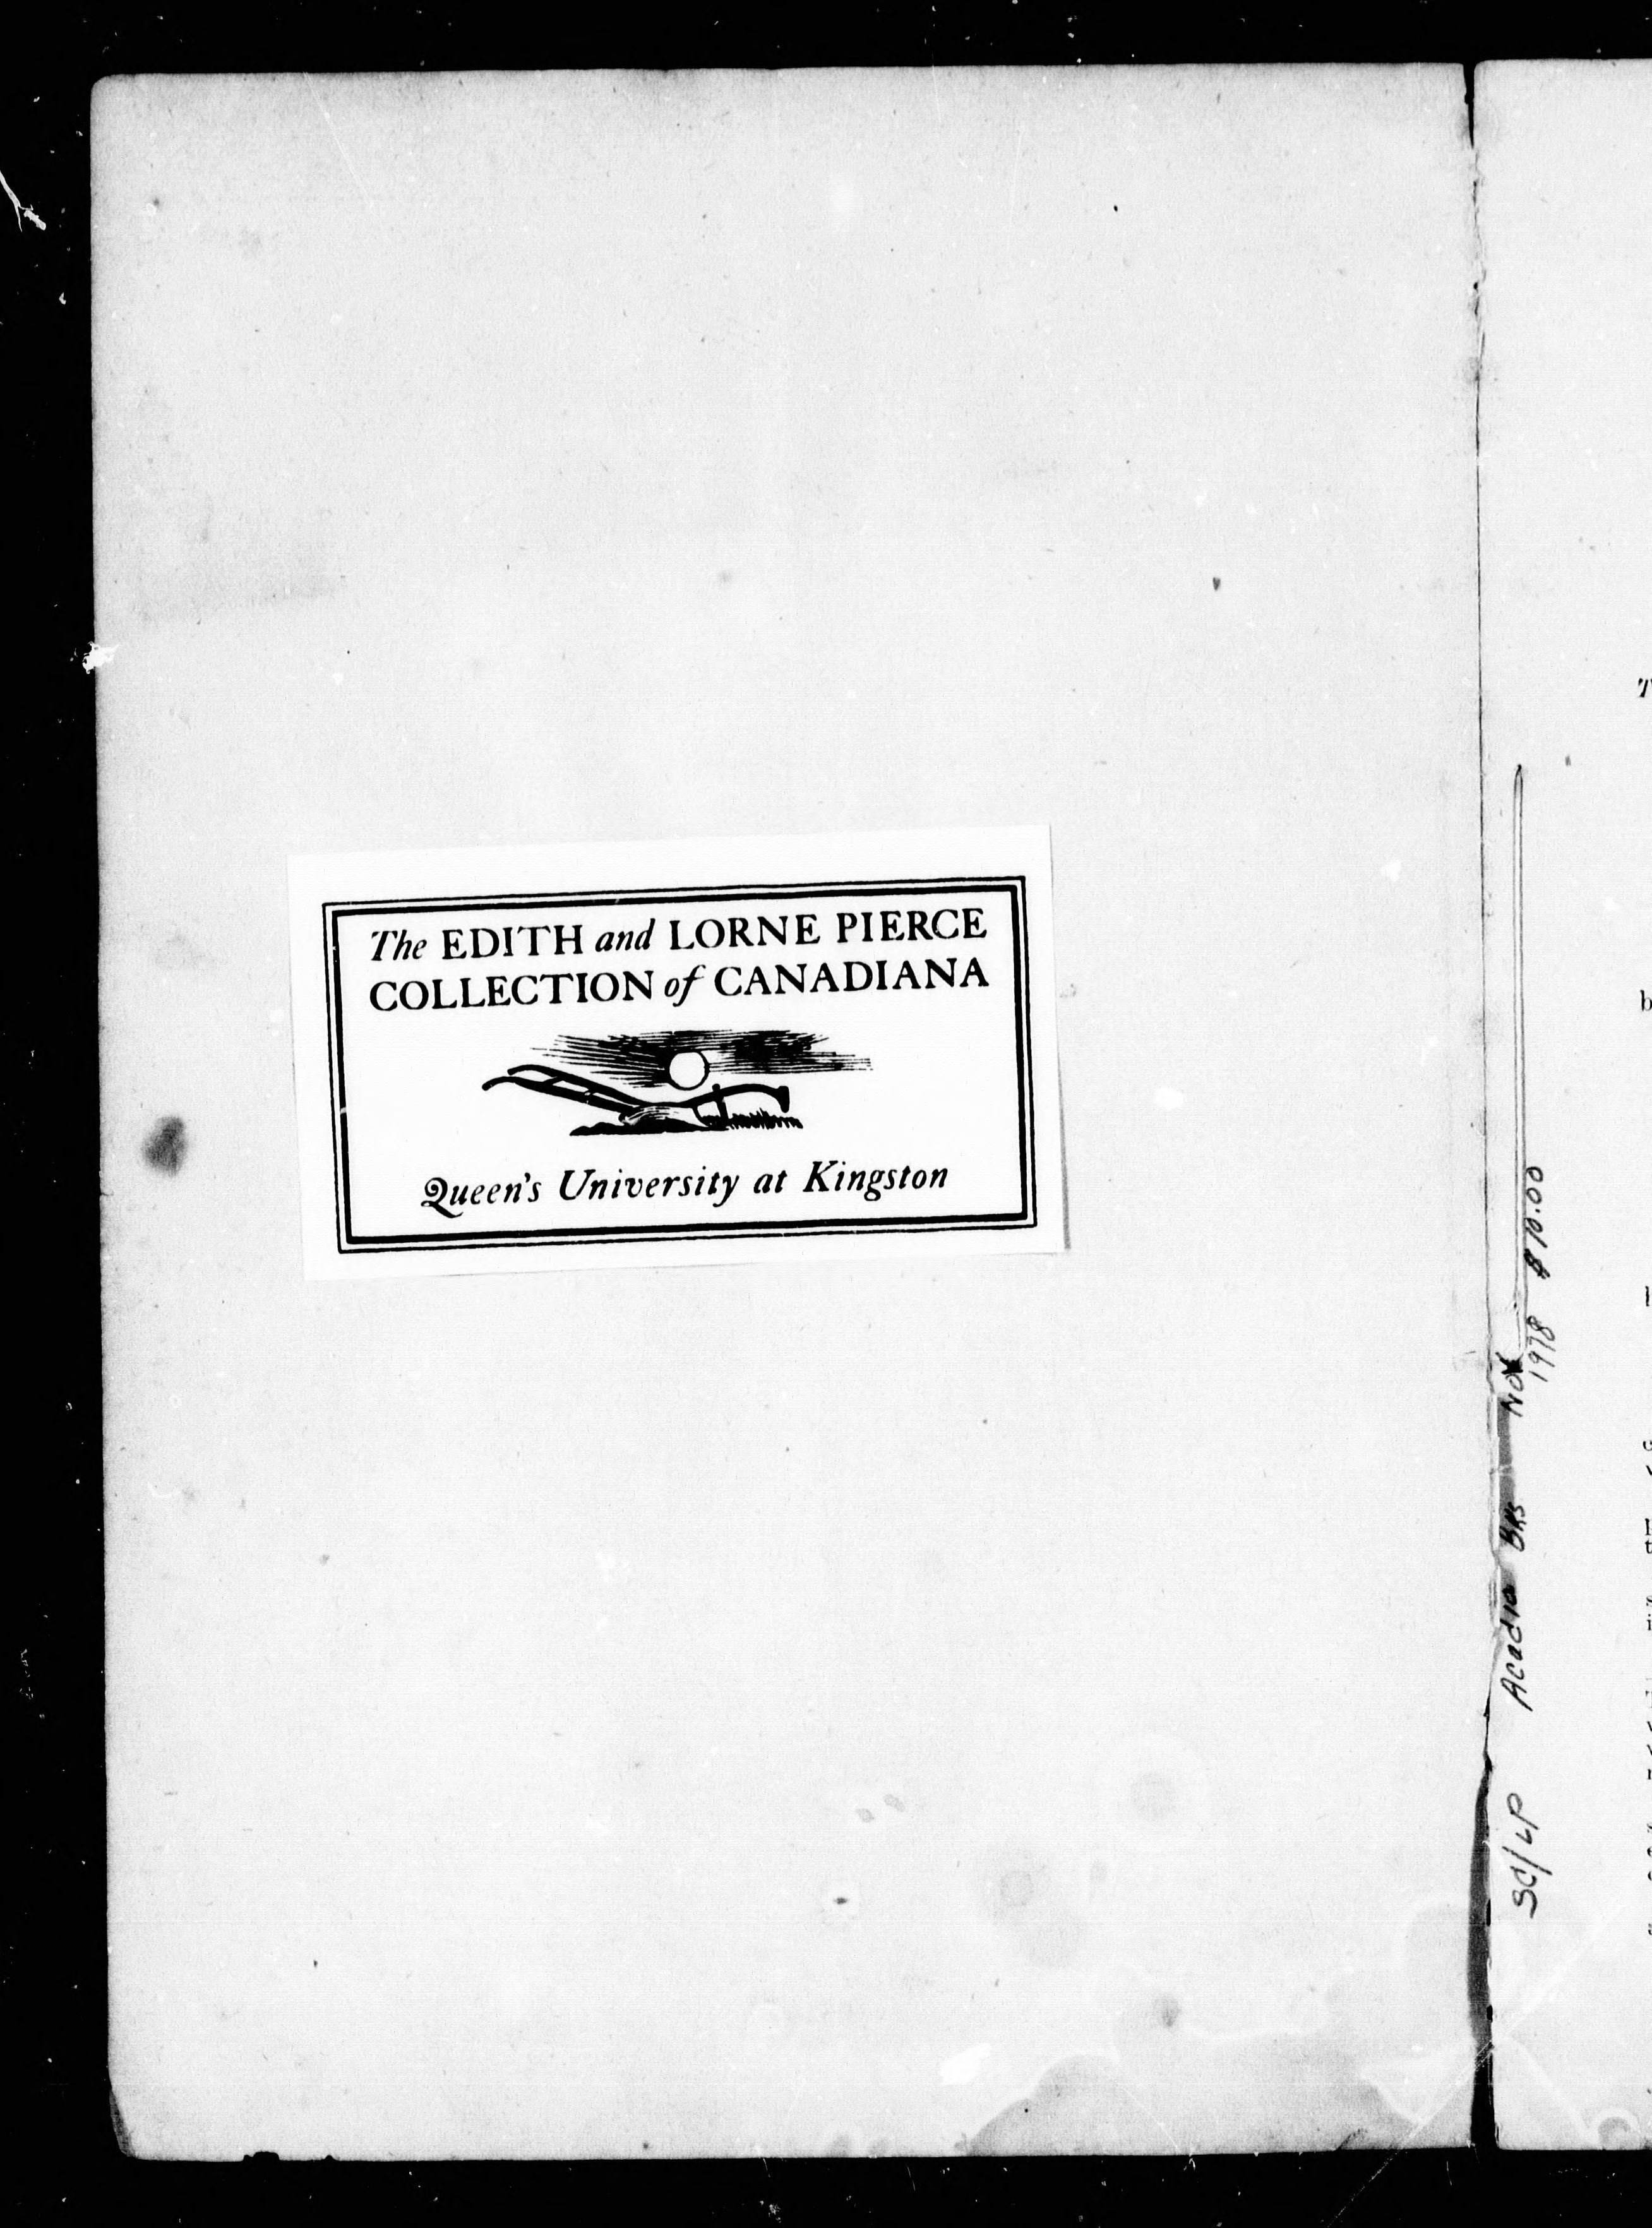 The EDITH and LORNE PIERCE
COLLECTION of CANADIANA
Queen's University at Kingston
SC/LP Acadia BKS Nov
1978 $10.00
T
b